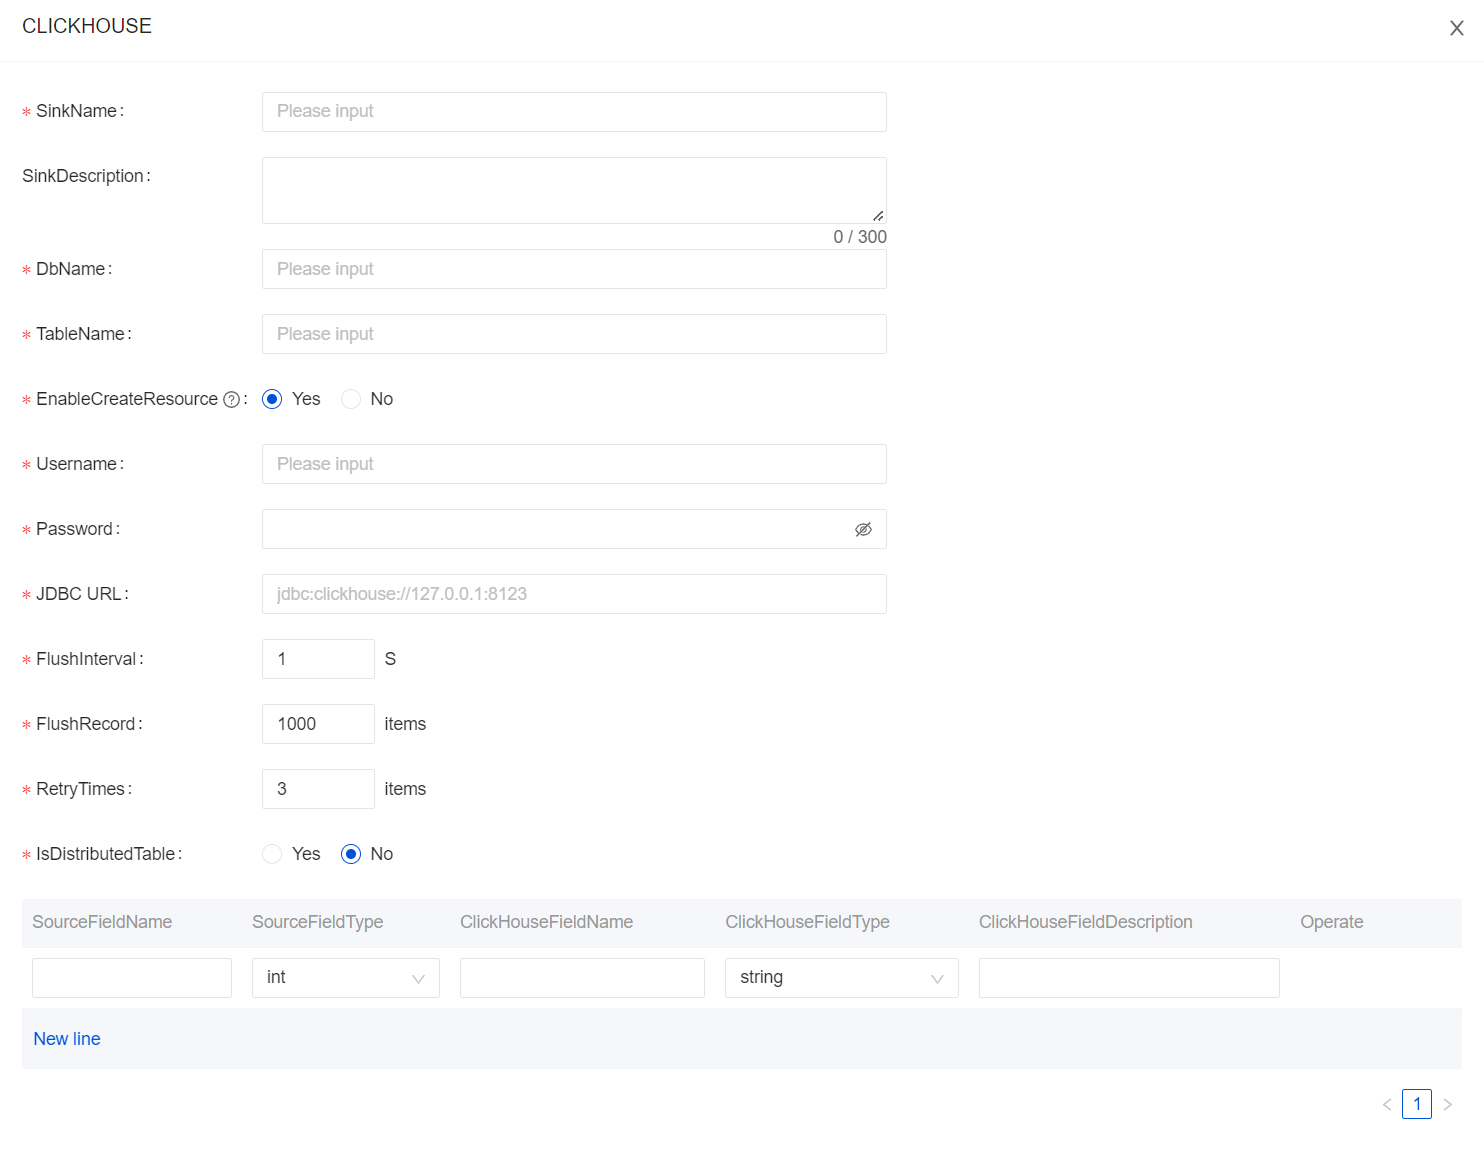 CLICKHOUSE
* SinkName: Please input
SinkDescription:
0 / 300
* DbName: Please input
* TableName: Please input
* EnableCreateResource ? : Yes No
* Username: Please input
* Password:
* JDBC URL: jdbc:clickhouse://127.0.0.1:8123
* FlushInterval: 1 S
* FlushRecord: 1000 items
* RetryTimes: 3 items
* IsDistributedTable: Yes No
SourceFieldName SourceFieldType ClickHouseFieldName ClickHouseFieldType ClickHouseFieldDescription Operate
int string
New line
< 1 >